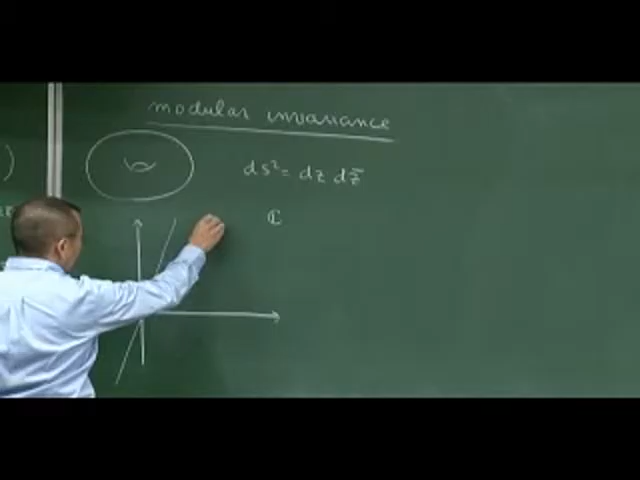 modular invariance
ds² = dz dz̄
ℂ